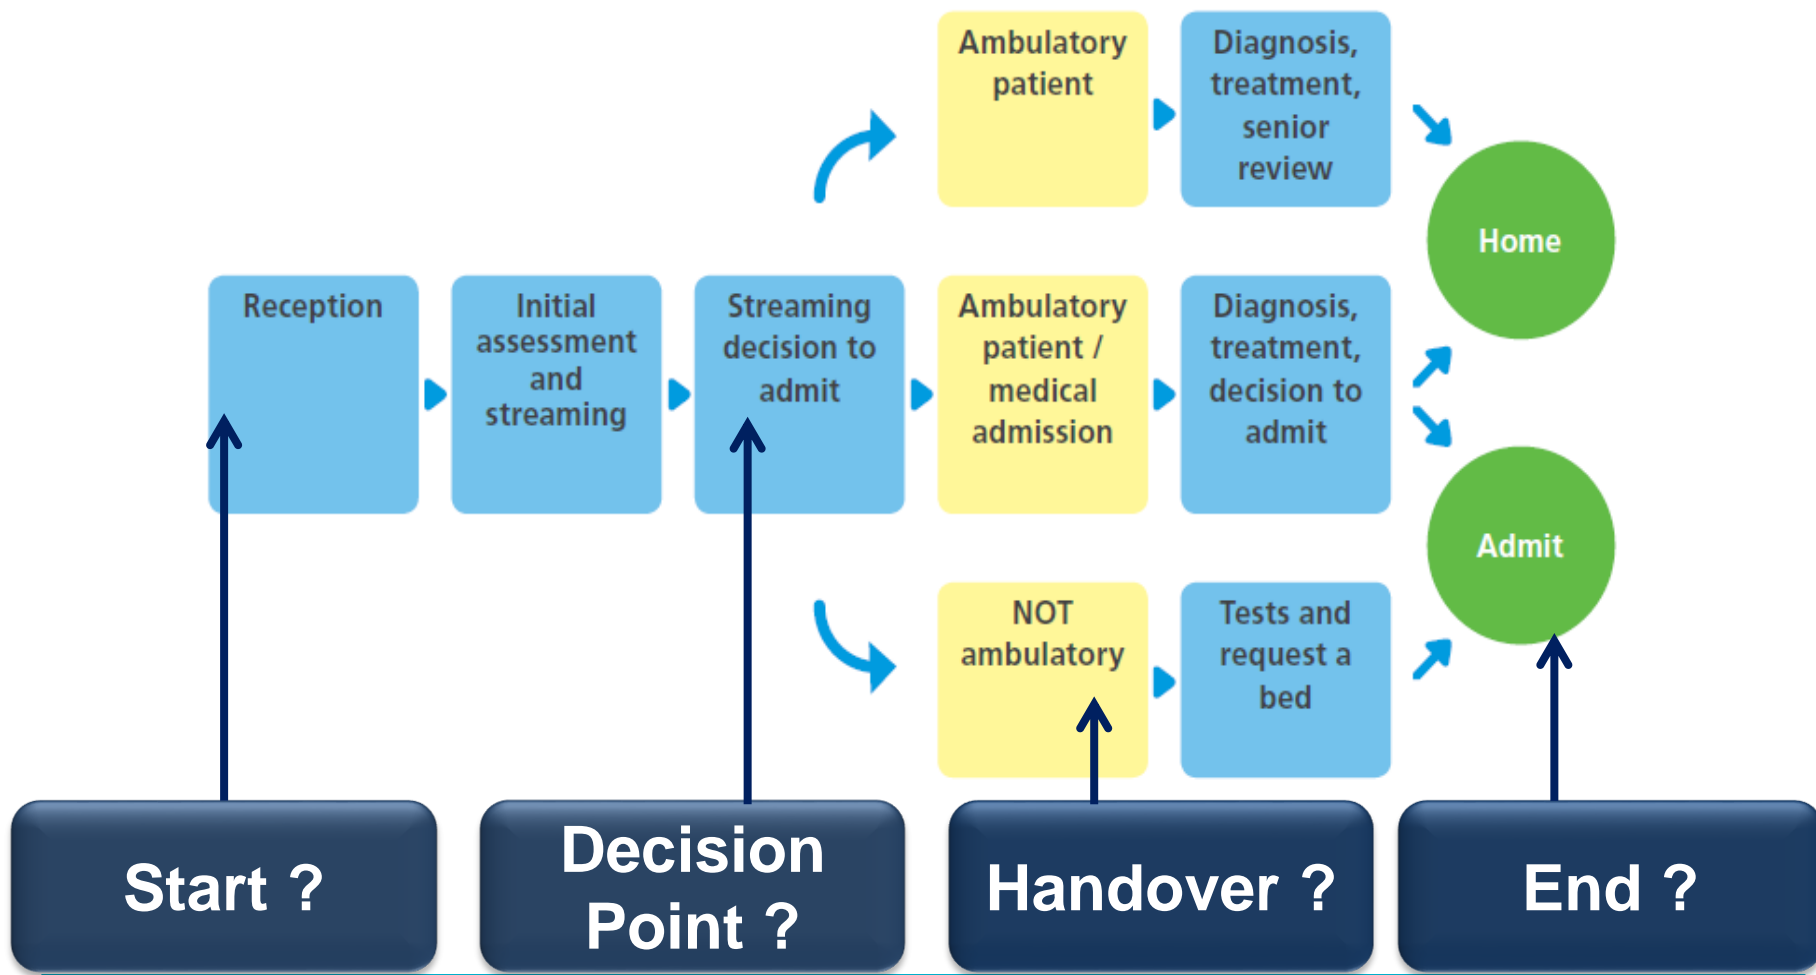 Ambulatory
patient
Diagnosis,
treatment,
senior
review
Home
Reception
Initial
assessment
and
streaming
Streaming
decision to
admit
Ambulatory
patient /
medical
admission
Diagnosis,
treatment,
decision to
admit
Admit
NOT
ambulatory
Tests and
request a
bed
Start ?
Decision
Point ?
Handover ?
End ?